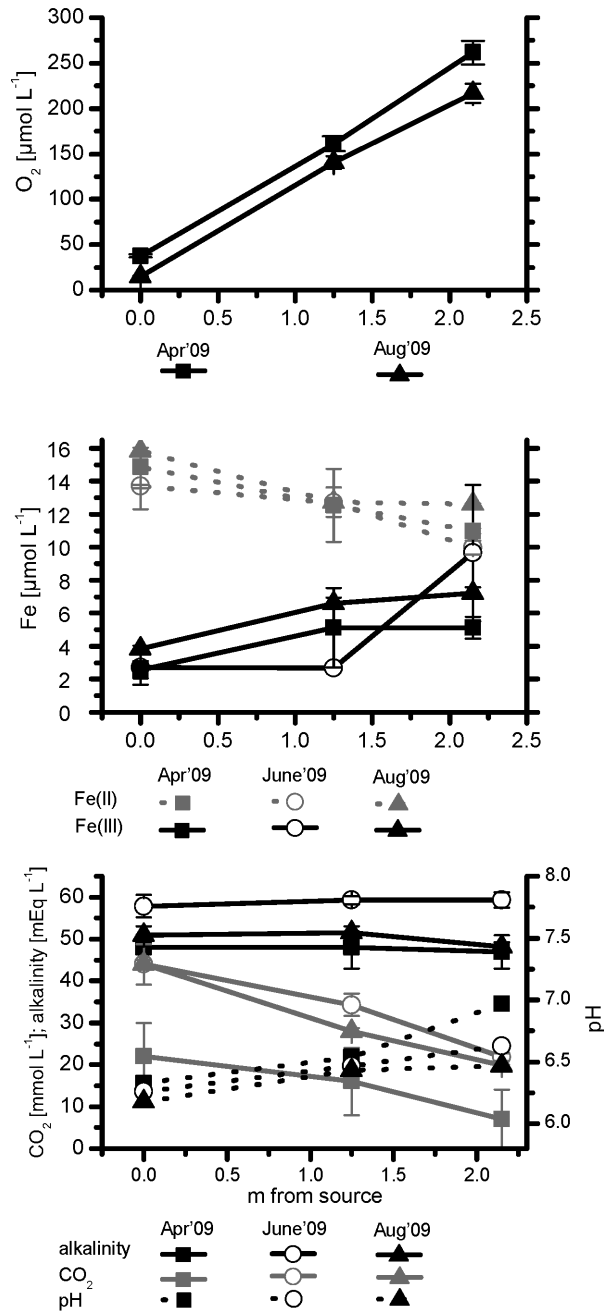 300
250
200
150
100
50
0
O₂ [µmol L⁻¹]
0.0 0.5 1.0 1.5 2.0 2.5
Apr'09 Aug'09
16
14
12
10
8
6
4
2
0
Fe [µmol L⁻¹]
0.0 0.5 1.0 1.5 2.0 2.5
Apr'09 June'09 Aug'09
Fe(II)
Fe(III)
60
50
40
30
20
10
0
CO₂ [mmol L⁻¹]; alkalinity [mEq L⁻¹]
8.0
7.5
7.0
6.5
6.0
pH
0.0 0.5 1.0 1.5 2.0
m from source
Apr'09 June'09 Aug'09
alkalinity
CO₂
pH